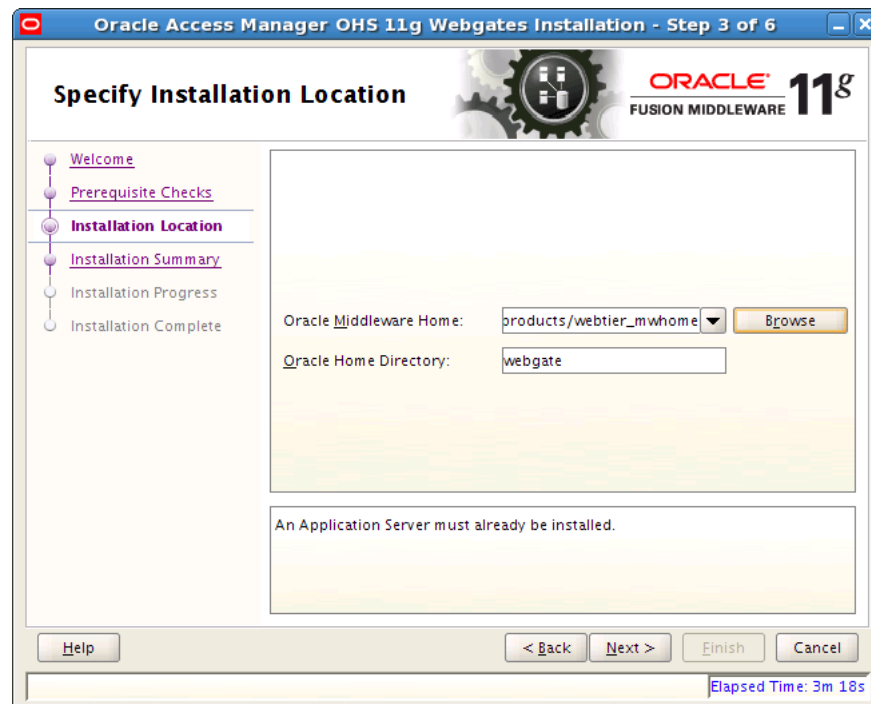 Oracle Access Manager OHS 11g Webgates Installation - Step 3 of 6
Specify Installation Location
ORACLE
FUSION MIDDLEWARE 11g
Welcome
Prerequisite Checks
Installation Location
Installation Summary
Installation Progress
Installation Complete
Oracle Middleware Home: products/webtier_mwhome Browse
Oracle Home Directory: webgate
An Application Server must already be installed.
Help < Back Next > Finish Cancel
Elapsed Time: 3m 18s